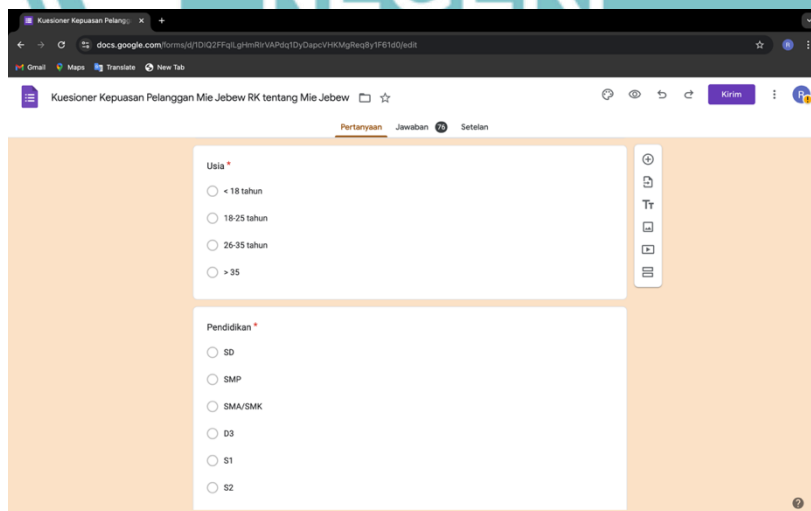 NEGERI
Kuesioner Kepuasan Pelangg
docs.google.com/forms/d/1DIQ2FFqILgHmRIrVAPdq1DyDapcVHKMgReq8y1F61d0/edit
Gmail Maps Translate New Tab
Kuesioner Kepuasan Pelanggan Mie Jebew RK tentang Mie Jebew
Kirim
Pertanyaan Jawaban 76 Setelan
Usia *
< 18 tahun
18-25 tahun
26-35 tahun
> 35
Pendidikan *
SD
SMP
SMA/SMK
D3
S1
S2